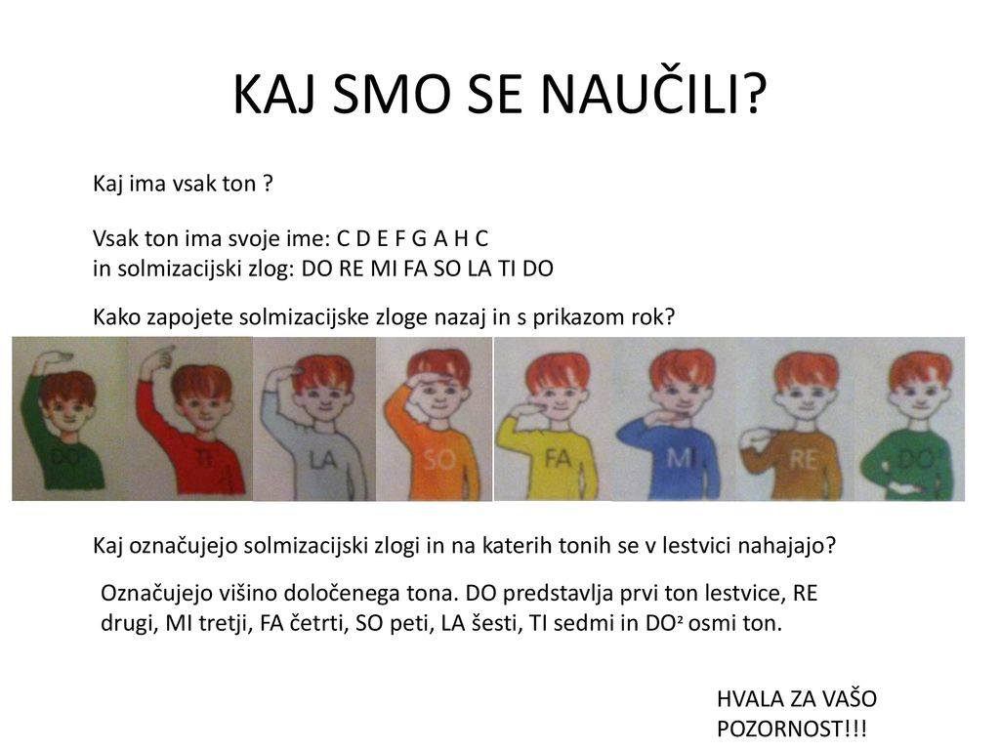 KAJ SMO SE NAUČILI?
Kaj ima vsak ton ?
Vsak ton ima svoje ime: C D E F G A H C
in solmizacijski zlog: DO RE MI FA SO LA TI DO
Kako zapojete solmizacijske zloge nazaj in s prikazom rok?
DO TI LA SO FA MI RE DO
Kaj označujejo solmizacijski zlogi in na katerih tonih se v lestvici nahajajo?
Označujejo višino določenega tona. DO predstavlja prvi ton lestvice, RE
drugi, MI tretji, FA četrti, SO peti, LA šesti, TI sedmi in DO² osmi ton.
HVALA ZA VAŠO
POZORNOST!!!